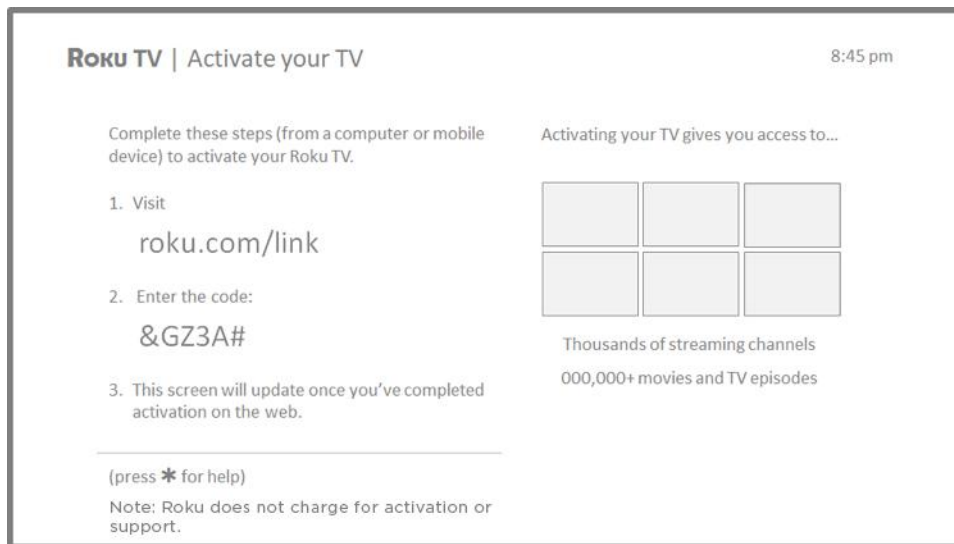 ROKU TV | Activate your TV
8:45 pm
Complete these steps (from a computer or mobile
device) to activate your Roku TV.
1. Visit
roku.com/link
2. Enter the code:
&GZ3A#
3. This screen will update once you've completed
activation on the web.
(press ✱ for help)
Note: Roku does not charge for activation or
support.
Activating your TV gives you access to...
Thousands of streaming channels
000,000+ movies and TV episodes